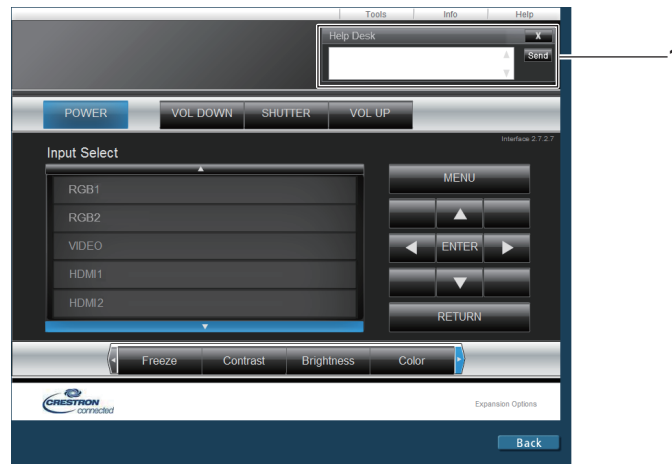 Tools Info Help
Help Desk X
Send
POWER VOL DOWN SHUTTER VOL UP
Interface 2.7.2.7
Input Select
MENU
RGB1
RGB2
VIDEO
ENTER
HDMI1
HDMI2
RETURN
Freeze Contrast Brightness Color
CRESTRON
connected
Expansion Options
Back